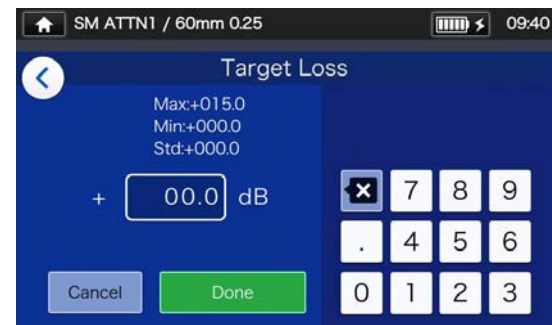 SM ATTN1 / 60mm 0.25 09:40
Target Loss
Max:+015.0
Min:+000.0
Std:+000.0
+ 00.0 dB
7 8 9
. 4 5 6
0 1 2 3
Cancel Done